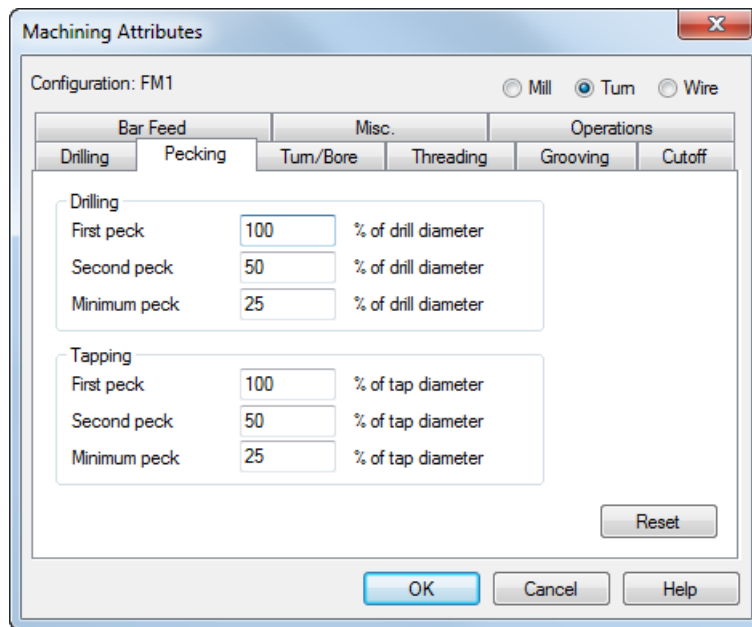 Machining Attributes
Configuration: FM1
Mill Turn Wire
Bar Feed Misc. Operations
Drilling Pecking Turn/Bore Threading Grooving Cutoff
Drilling
First peck 100 % of drill diameter
Second peck 50 % of drill diameter
Minimum peck 25 % of drill diameter
Tapping
First peck 100 % of tap diameter
Second peck 50 % of tap diameter
Minimum peck 25 % of tap diameter
Reset
OK Cancel Help